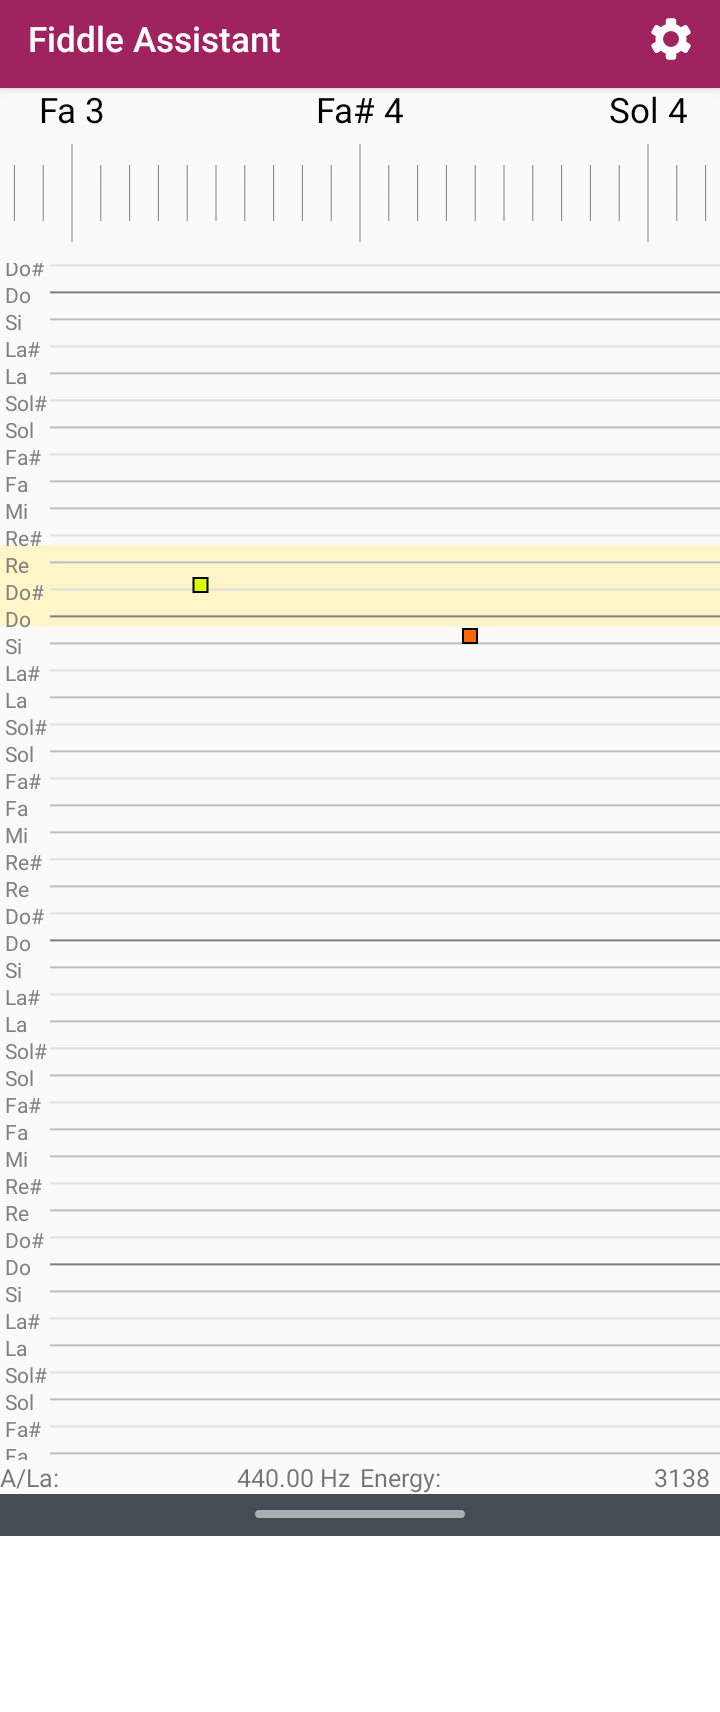 Fiddle Assistant
Fa 3 Fa# 4 Sol 4
Do#
Do
Si
La#
La
Sol#
Sol
Fa#
Fa
Mi
Re#
Re
Do#
Do
Si
La#
La
Sol#
Sol
Fa#
Fa
Mi
Re#
Re
Do#
Do
Si
La#
La
Sol#
Sol
Fa#
Fa
Mi
Re#
Re
Do#
Do
Si
La#
La
Sol#
Sol
Fa#
Fa
A/La: 440.00 Hz Energy: 3138